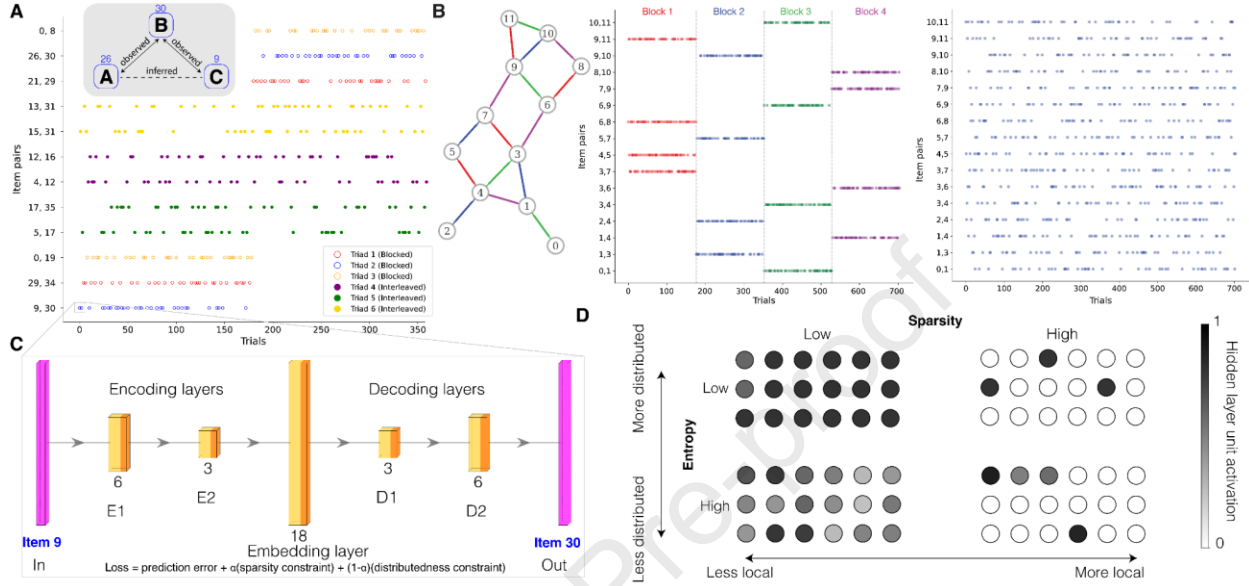 A
30
B
observed
observed
26
9
A
C
inferred
0, 8
26, 30
21, 29
13, 31
15, 31
12, 16
4, 12
17, 35
5, 17
0, 19
29, 34
9, 30
Item pairs
Triad 1 (Blocked)
Triad 2 (Blocked)
Triad 3 (Blocked)
Triad 4 (Interleaved)
Triad 5 (Interleaved)
Triad 6 (Interleaved)
0 50 100 150 200 250 300 350
Trials
B
11
10
9
8
6
7
5
3
4
1
2
0
Block 1 Block 2 Block 3 Block 4
10,11
9,11
9,10
8,10
7,9
6,9
6,8
5,7
4,5
3,7
3,6
3,4
2,4
1,4
1,3
0,1
Item pairs
0 100 200 300 400 500 600 700
Trials
10,11
9,11
9,10
8,10
7,9
6,9
6,8
5,7
4,5
3,7
3,6
3,4
2,4
1,4
1,3
0,1
Item pairs
0 100 200 300 400 500 600 700
Trials
C
Encoding layers
Decoding layers
6
3
3
6
E1
E2
D1
D2
18
Item 9
Embedding layer
Item 30
In
Out
Loss = prediction error + α(sparsity constraint) + (1-α)(distributedness constraint)
D
Sparsity
Low
High
Entropy
More distributed
Less distributed
Low
High
Less local
More local
1
0
Hidden layer unit activation
Pre-proof